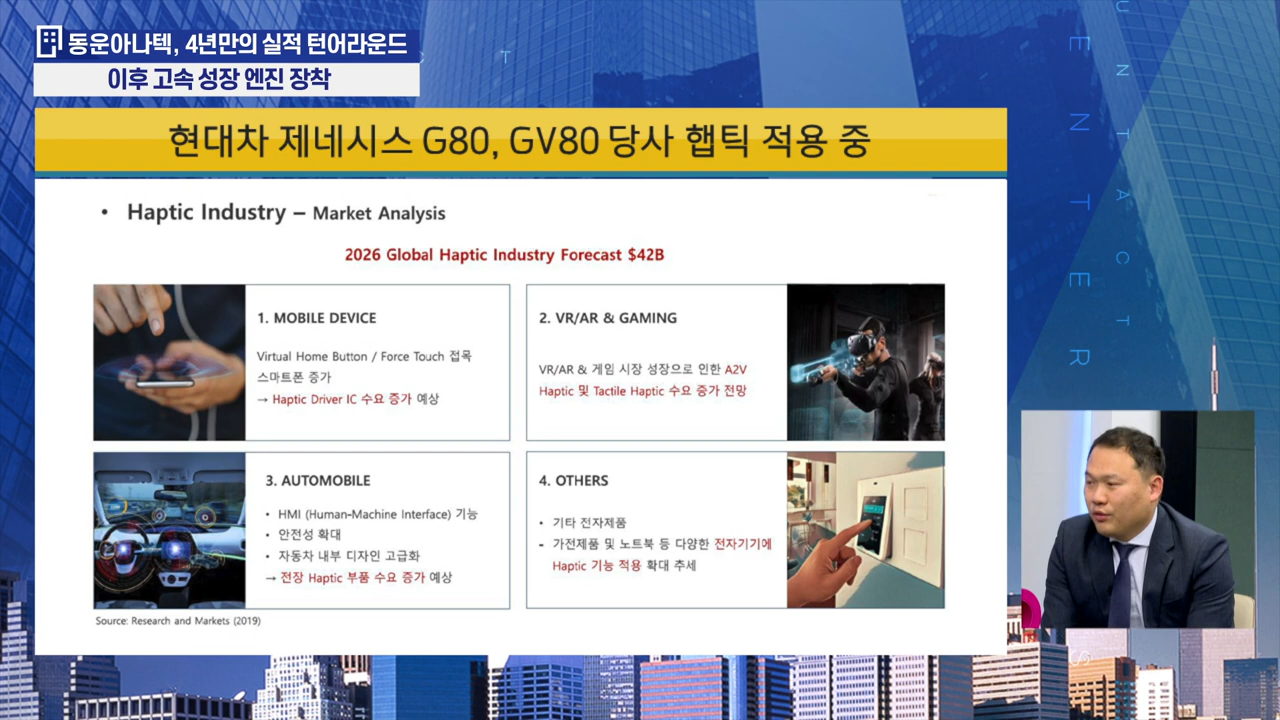 동운아나텍, 4년만의 실적 턴어라운드
이후 고속 성장 엔진 장착
현대차 제네시스 G80, GV80 당사 햅틱 적용 중
• Haptic Industry – Market Analysis
2026 Global Haptic Industry Forecast $42B
1. MOBILE DEVICE
Virtual Home Button / Force Touch 접목
스마트폰 증가
→ Haptic Driver IC 수요 증가 예상
2. VR/AR & GAMING
VR/AR & 게임 시장 성장으로 인한 A2V
Haptic 및 Tactile Haptic 수요 증가 전망
3. AUTOMOBILE
• HMI (Human-Machine Interface) 기능
• 안전성 확대
• 자동차 내부 디자인 고급화
→ 전장 Haptic 부품 수요 증가 예상
4. OTHERS
• 기타 전자제품
- 가전제품 및 노트북 등 다양한 전자기기에
Haptic 기능 적용 확대 추세
Source: Research and Markets (2019)
ENTER
UNTACT